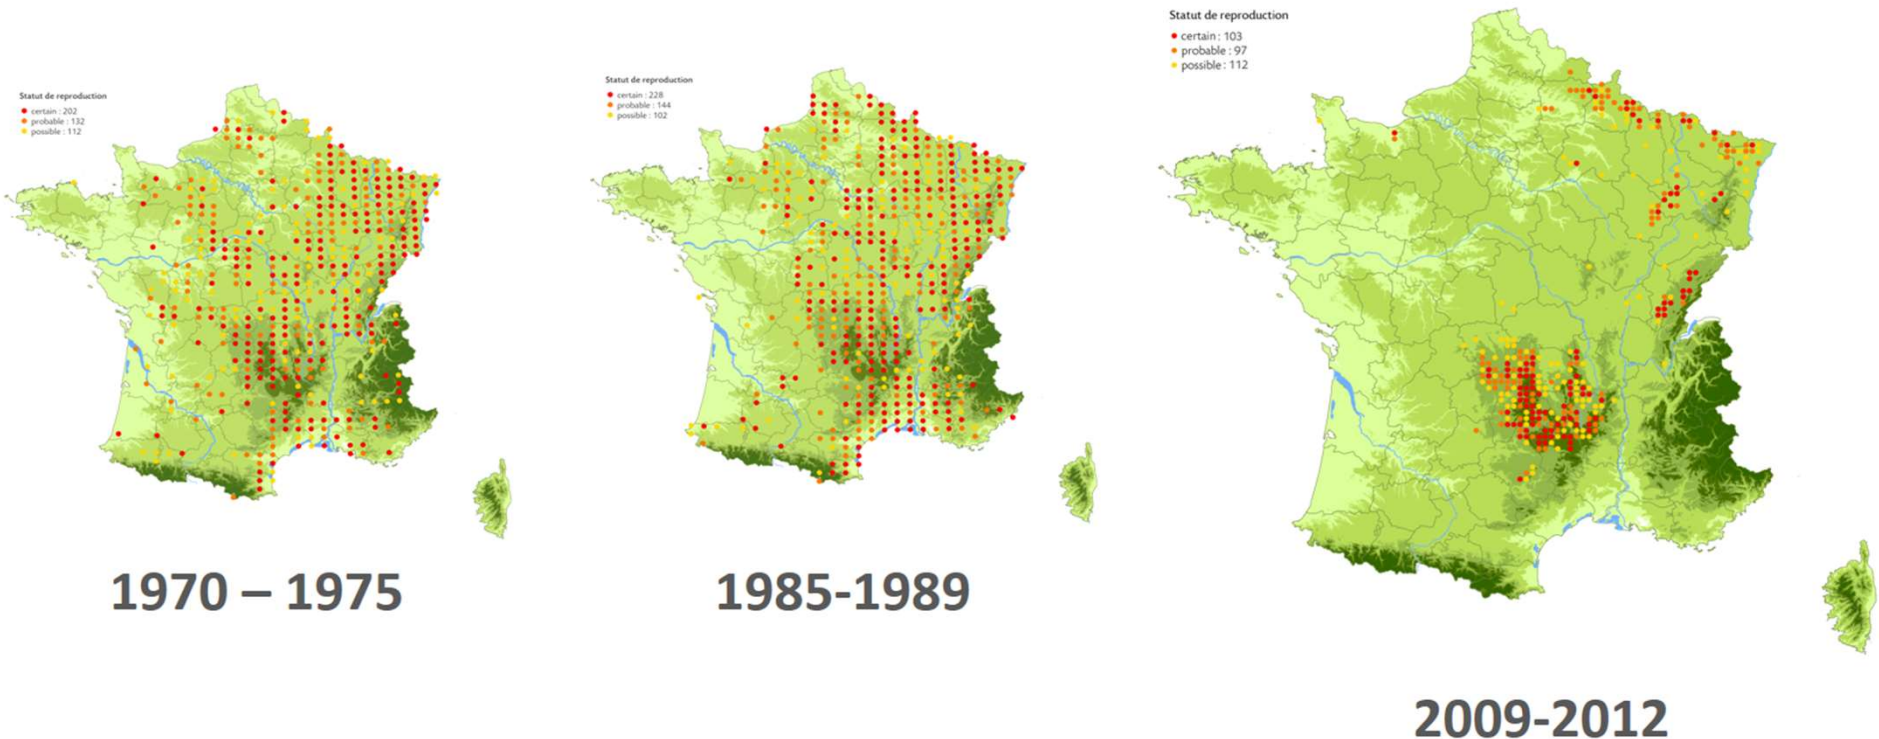 Statut de reproduction
certain : 202
probable : 132
possible : 112
1970 – 1975
Statut de reproduction
certain : 228
probable : 144
possible : 102
1985-1989
Statut de reproduction
certain : 103
probable : 97
possible : 112
2009-2012